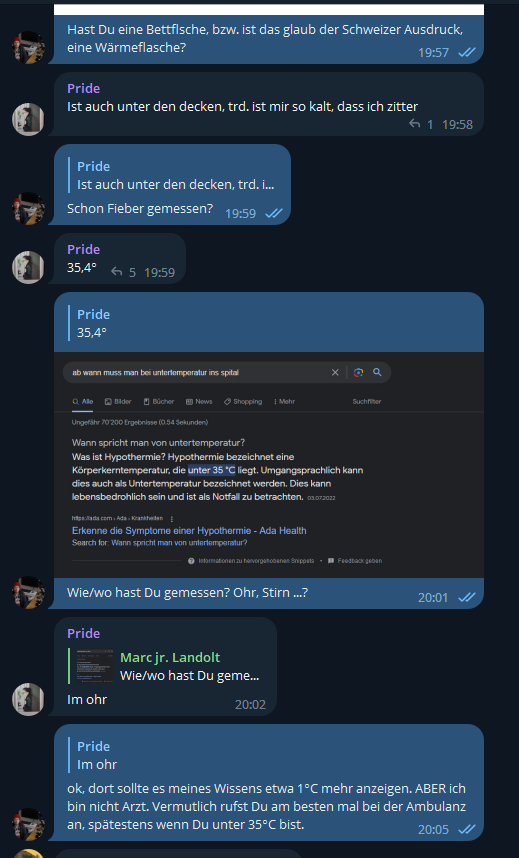 Hast Du eine Bettflsche, bzw. ist das glaub der Schweizer Ausdruck,
eine Wärmeflasche?
19:57
Pride
Ist auch unter den decken, trd. ist mir so kalt, dass ich zitter
1 19:58
Pride
Ist auch unter den decken, trd. i...
Schon Fieber gemessen?
19:59
Pride
35,4°
5 19:59
Pride
35,4°
ab wann muss man bei untertemperatur ins spital
Alle Bilder Bücher News Shopping Mehr Suchfilter
Ungefähr 70'200 Ergebnisse (0.54 Sekunden)
Wann spricht man von untertemperatur?
Was ist Hypothermie? Hypothermie bezeichnet eine
Körperkerntemperatur, die unter 35 °C liegt. Umgangsprachlich kann
dies auch als Untertemperatur bezeichnet werden. Dies kann
lebensbedrohlich sein und ist als Notfall zu betrachten. 03.07.2022
https://ada.com › Ada › Krankheiten
Erkenne die Symptome einer Hypothermie - Ada Health
Search for: Wann spricht man von untertemperatur?
Informationen zu hervorgehobenen Snippets • Feedback geben
Wie/wo hast Du gemessen? Ohr, Stirn ...?
20:01
Pride
Marc jr. Landolt
Wie/wo hast Du geme...
Im ohr
20:02
Pride
Im ohr
ok, dort sollte es meines Wissens etwa 1°C mehr anzeigen. ABER ich
bin nicht Arzt. Vermutlich rufst Du am besten mal bei der Ambulanz
an, spätestens wenn Du unter 35°C bist.
20:05